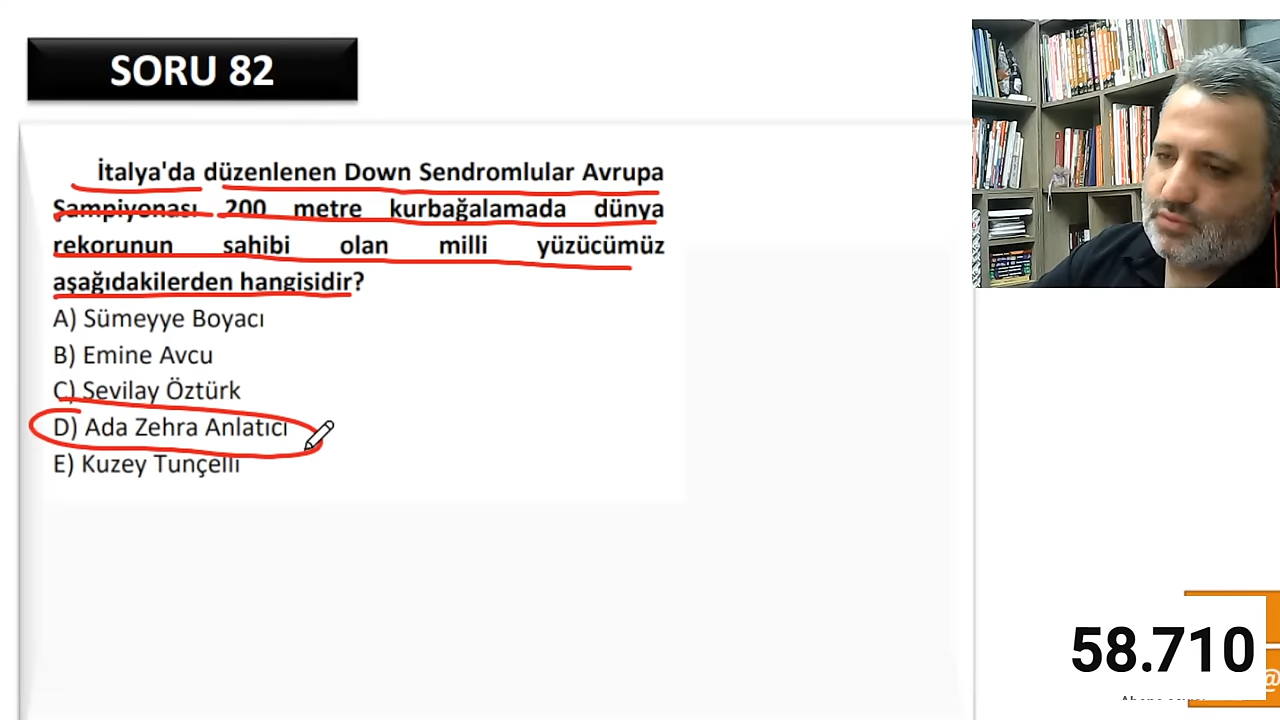 SORU 82
İtalya'da düzenlenen Down Sendromlular Avrupa
Şampiyonası 200 metre kurbağalamada dünya
rekorunun sahibi olan milli yüzücümüz
aşağıdakilerden hangisidir?
A) Sümeyye Boyacı
B) Emine Avcu
C) Sevilay Öztürk
D) Ada Zehra Anlatıcı
E) Kuzey Tunçelli
58.710
@